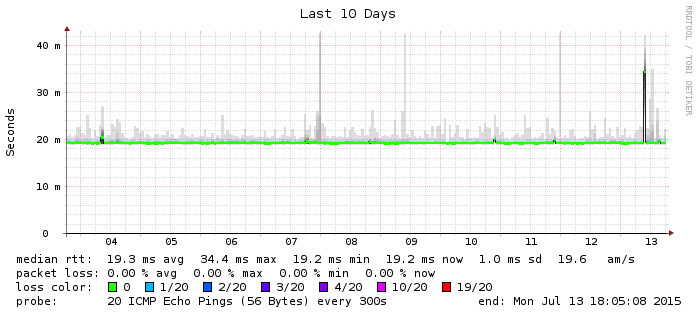 Last 10 Days
RRDTOOL / TOBI OETIKER
Seconds
40 m
30 m
20 m
10 m
0
04 05 06 07 08 09 10 11 12 13
median rtt: 19.3 ms avg 34.4 ms max 19.2 ms min 19.2 ms now 1.0 ms sd 19.6 am/s
packet loss: 0.00 % avg 0.00 % max 0.00 % min 0.00 % now
loss color: 0 1/20 2/20 3/20 4/20 10/20 19/20
probe: 20 ICMP Echo Pings (56 Bytes) every 300s end: Mon Jul 13 18:05:08 2015